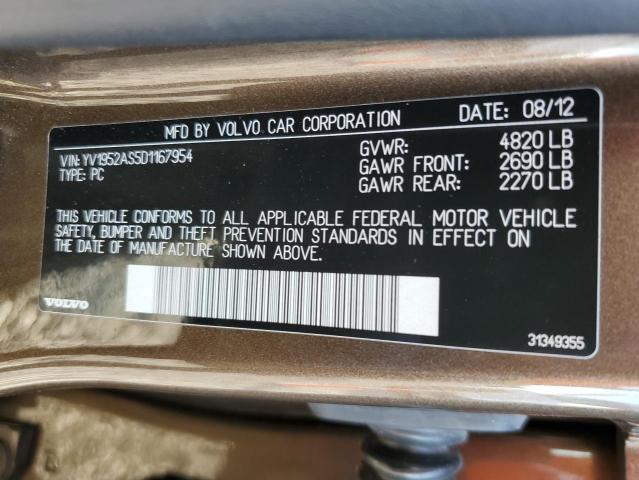 MFD BY VOLVO CAR CORPORATION DATE: 08/12
VIN: YV1952AS5D1167954
TYPE: PC
GVWR: 4820 LB
GAWR FRONT: 2690 LB
GAWR REAR: 2270 LB
THIS VEHICLE CONFORMS TO ALL APPLICABLE FEDERAL MOTOR VEHICLE
SAFETY, BUMPER AND THEFT PREVENTION STANDARDS IN EFFECT ON
THE DATE OF MANUFACTURE SHOWN ABOVE.
VOLVO
31349355